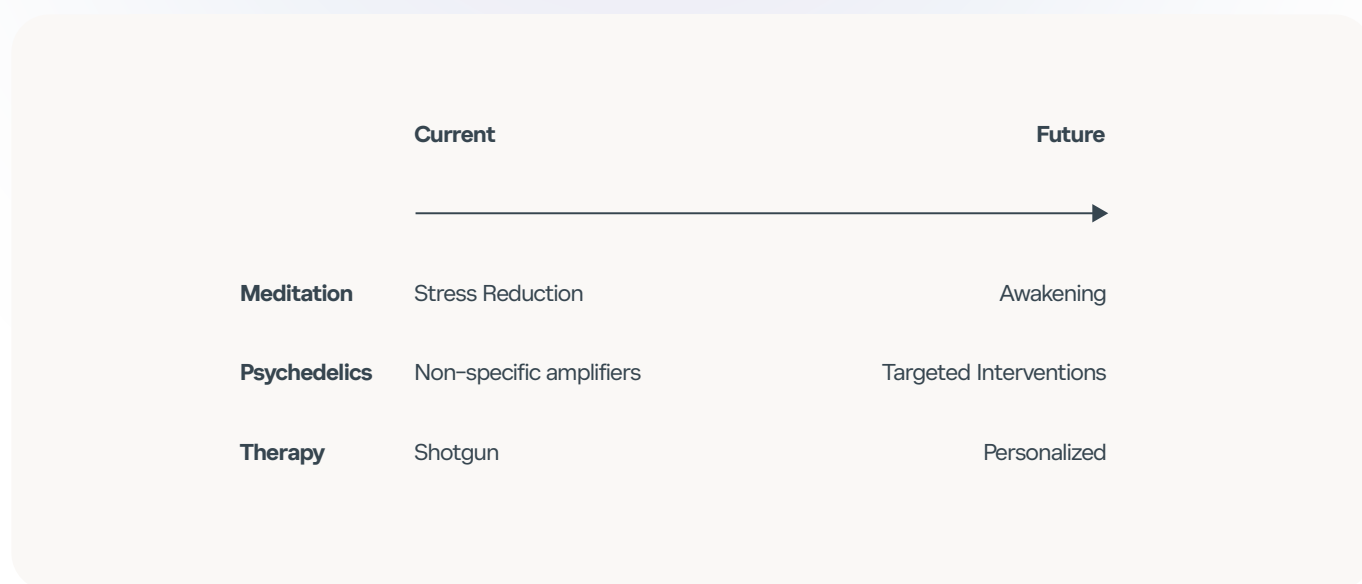 Current Future
Meditation Stress Reduction Awakening
Psychedelics Non-specific amplifiers Targeted Interventions
Therapy Shotgun Personalized